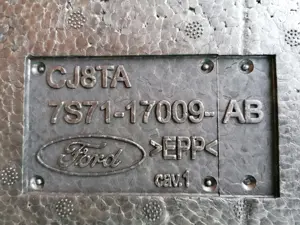 CJ8TA
7S71-17009-AB
Ford >EPP<
cav.1